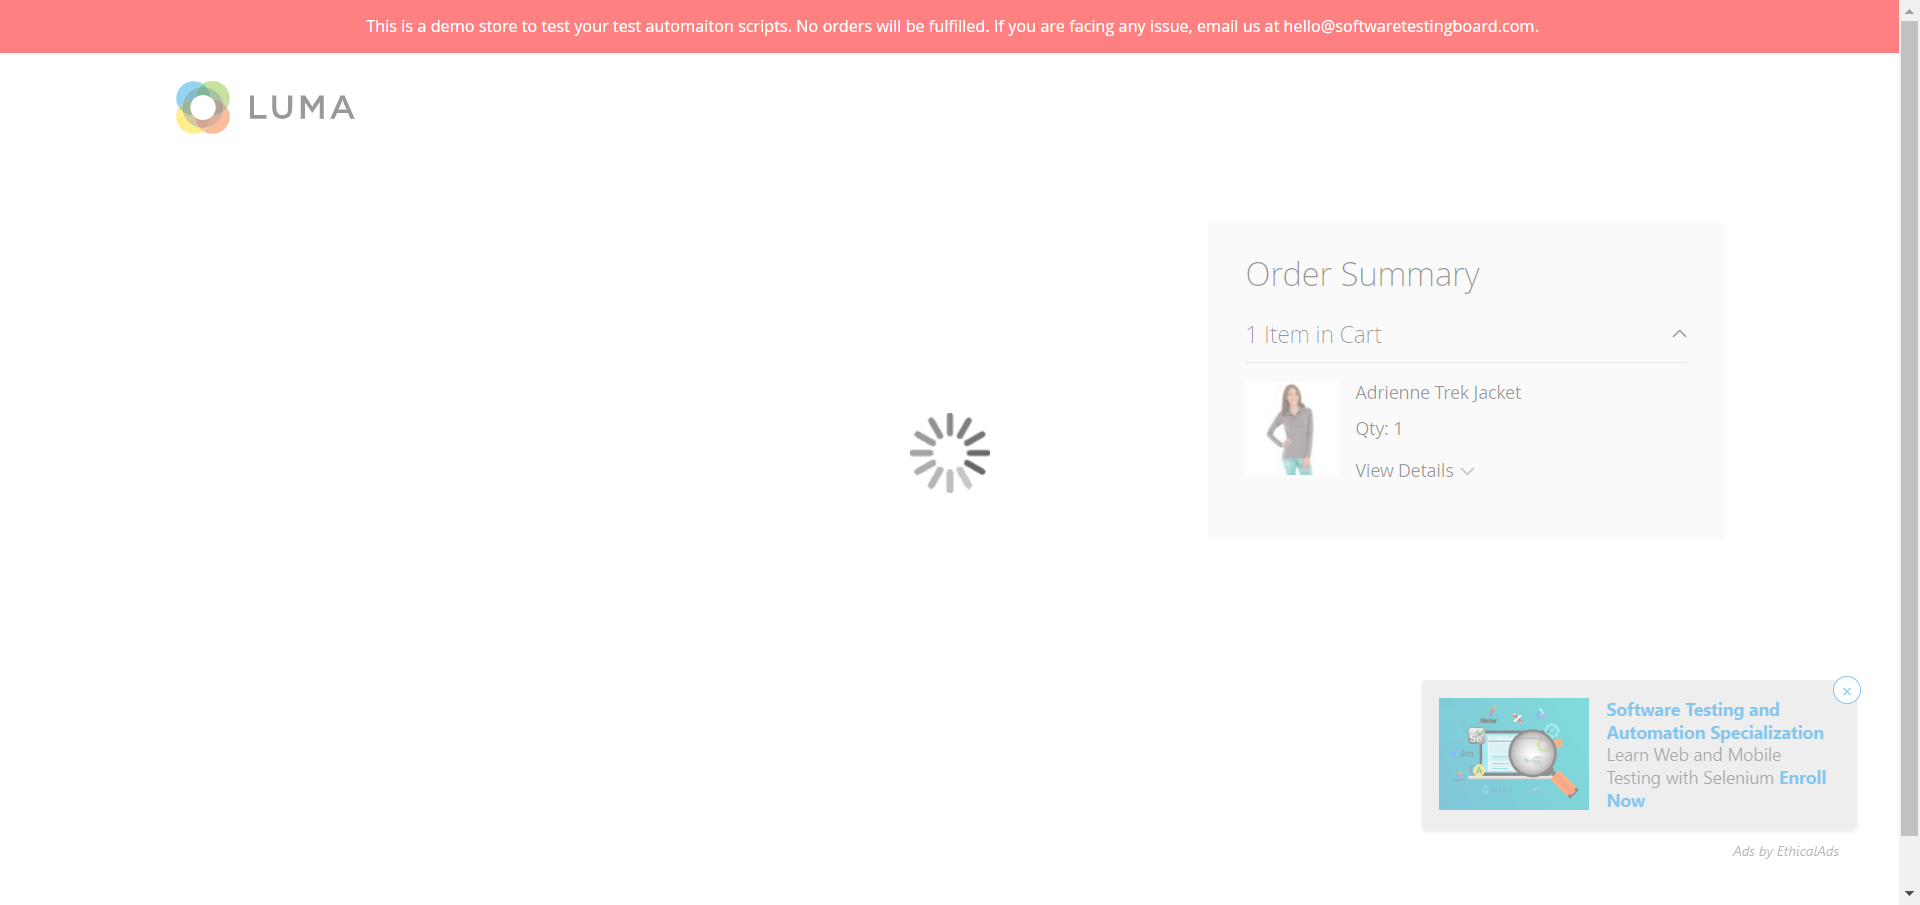 This is a demo store to test your test automaiton scripts. No orders will be fulfilled. If you are facing any issue, email us at hello@softwaretestingboard.com.
LUMA
Order Summary
1 Item in Cart
Adrienne Trek Jacket
Qty: 1
View Details
Software Testing and
Automation Specialization
Learn Web and Mobile
Testing with Selenium Enroll
Now
Ads by EthicalAds